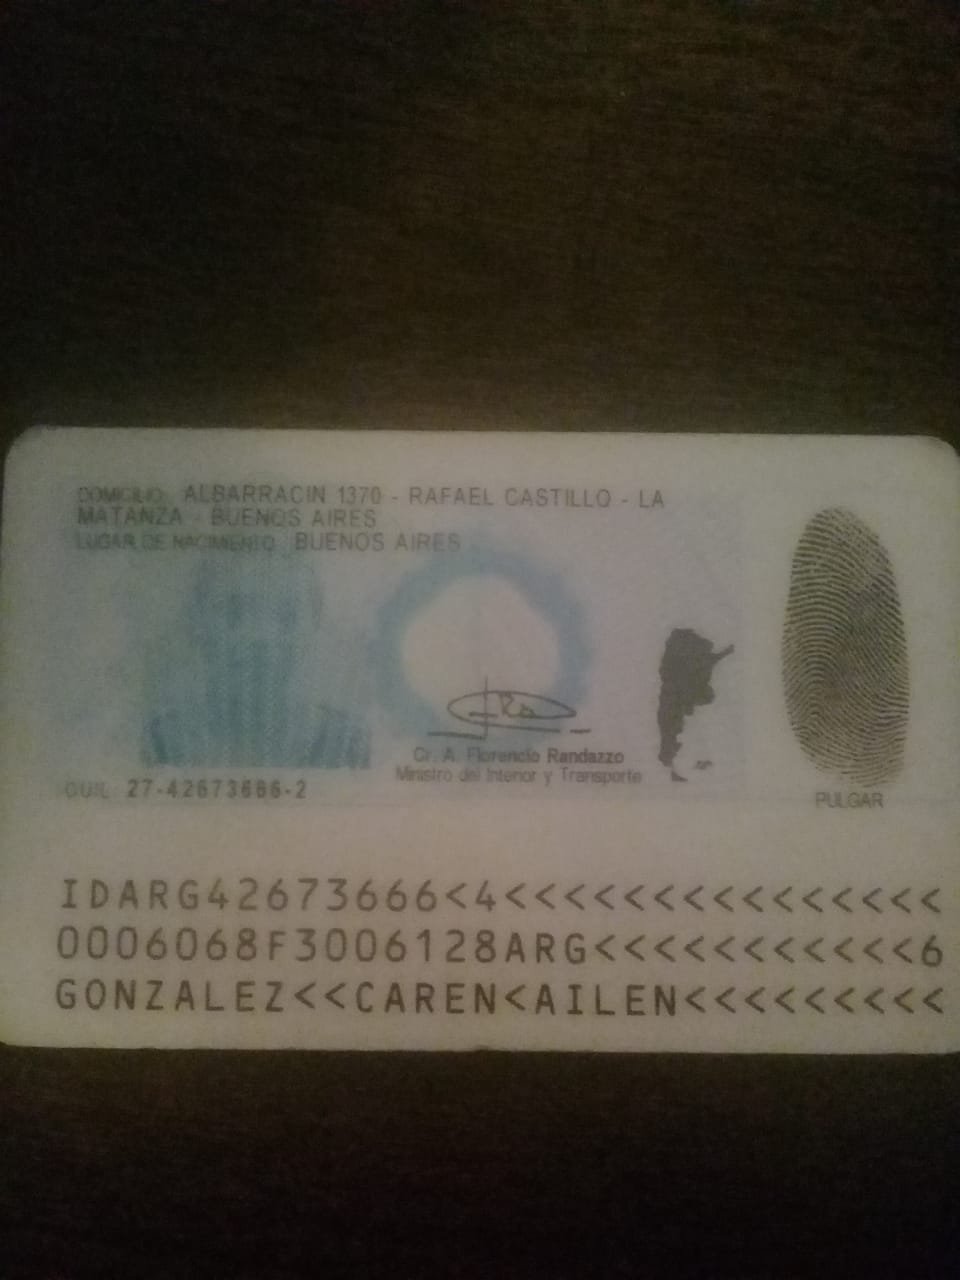 DOMICILIO: ALBARRACIN 1370 - RAFAEL CASTILLO - LA
MATANZA - BUENOS AIRES
LUGAR DE NACIMIENTO: BUENOS AIRES
Cr. A. Florencio Randazzo
Ministro del Interior y Transporte
CUIL: 27-42673666-2
PULGAR
IDARG42673666<4<<<<<<<<<<<<<<<
0006068F3006128ARG<<<<<<<<<<<6
GONZALEZ<<CAREN<AILEN<<<<<<<<<